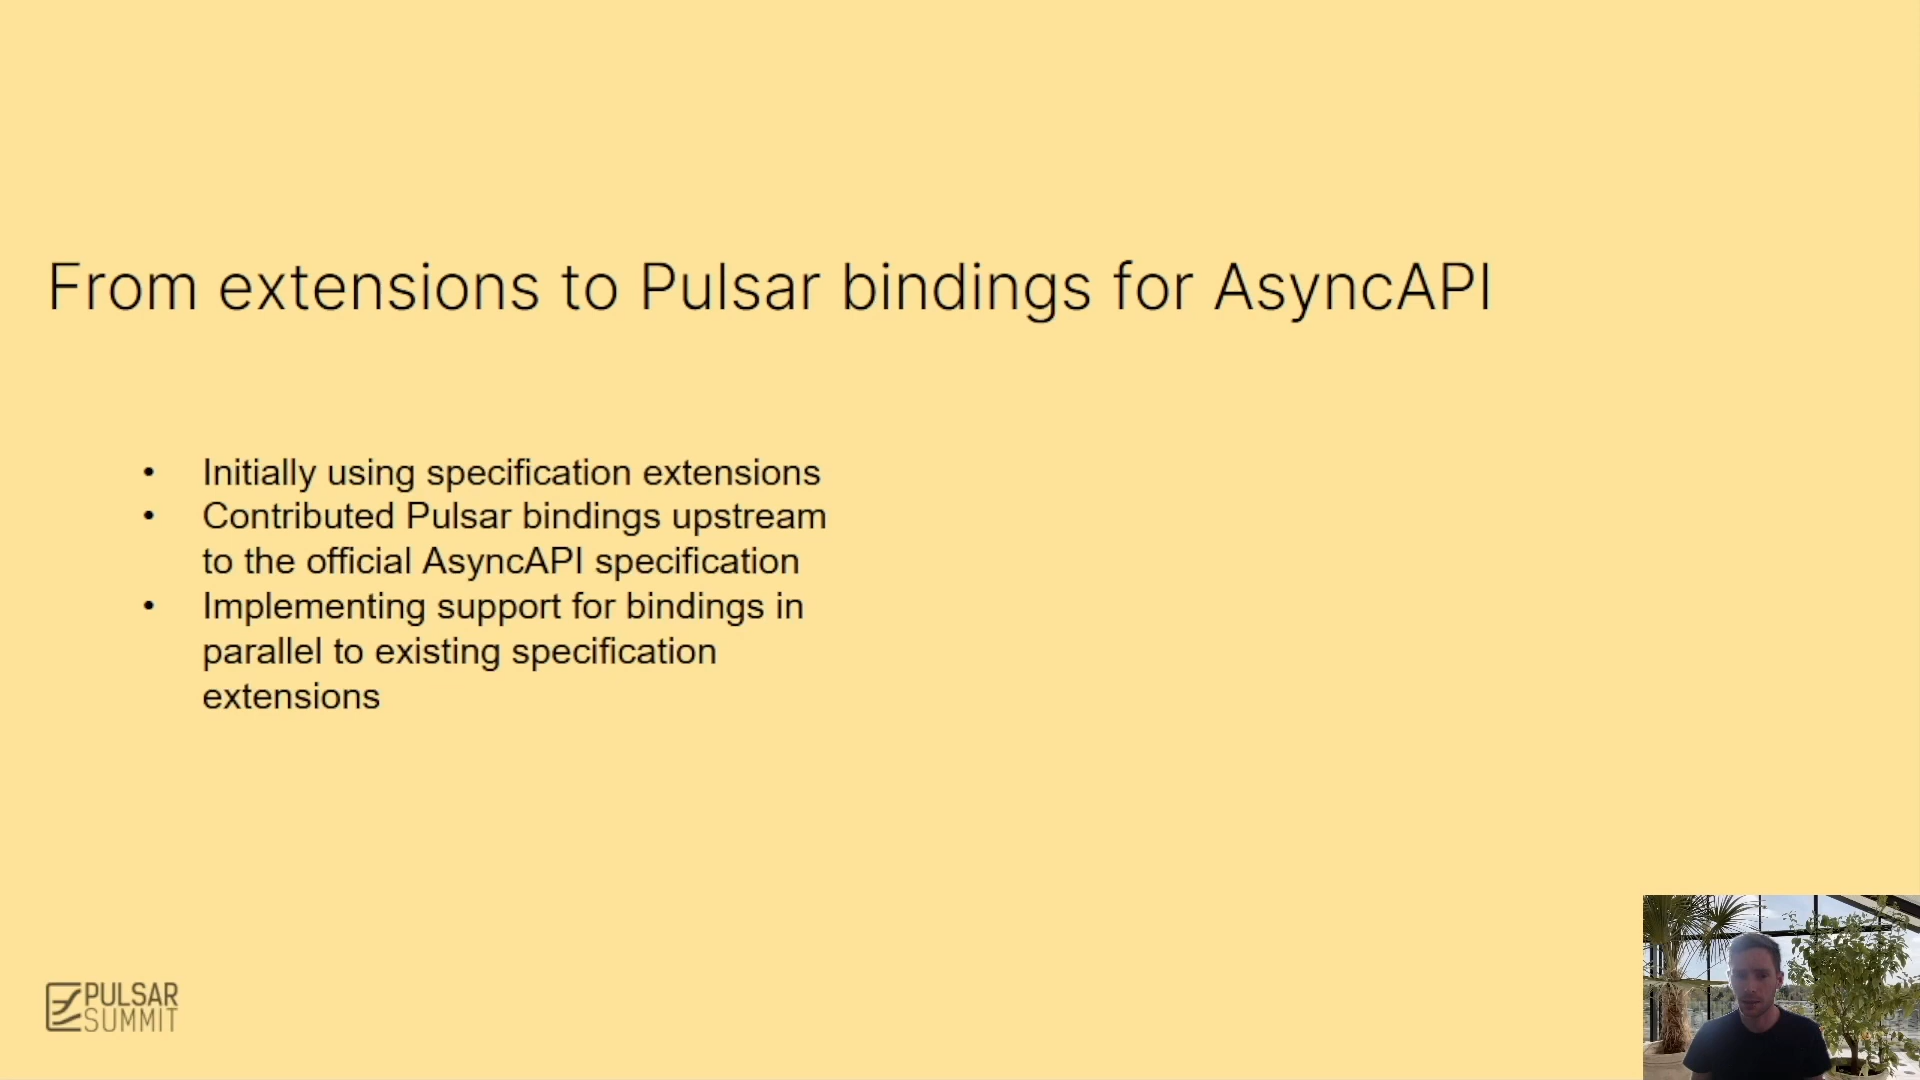 From extensions to Pulsar bindings for AsyncAPI
• Initially using specification extensions
• Contributed Pulsar bindings upstream
to the official AsyncAPI specification
• Implementing support for bindings in
parallel to existing specification
extensions
PULSAR
SUMMIT